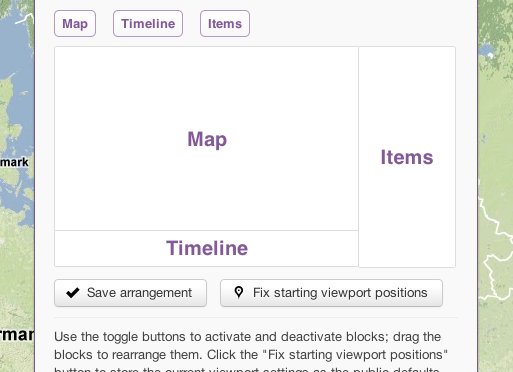 Map Timeline Items
Map
Items
Timeline
Save arrangement Fix starting viewport positions
Use the toggle buttons to activate and deactivate blocks; drag the
blocks to rearrange them. Click the "Fix starting viewport positions"
button to store the current viewport settings as the public defaults.
mark
rmar